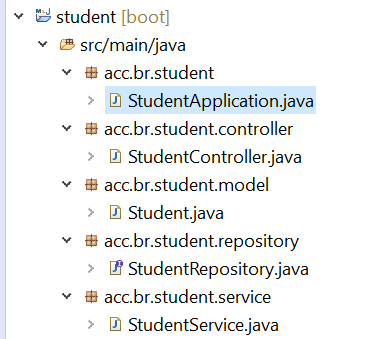 student [boot]
src/main/java
acc.br.student
StudentApplication.java
acc.br.student.controller
StudentController.java
acc.br.student.model
Student.java
acc.br.student.repository
StudentRepository.java
acc.br.student.service
StudentService.java